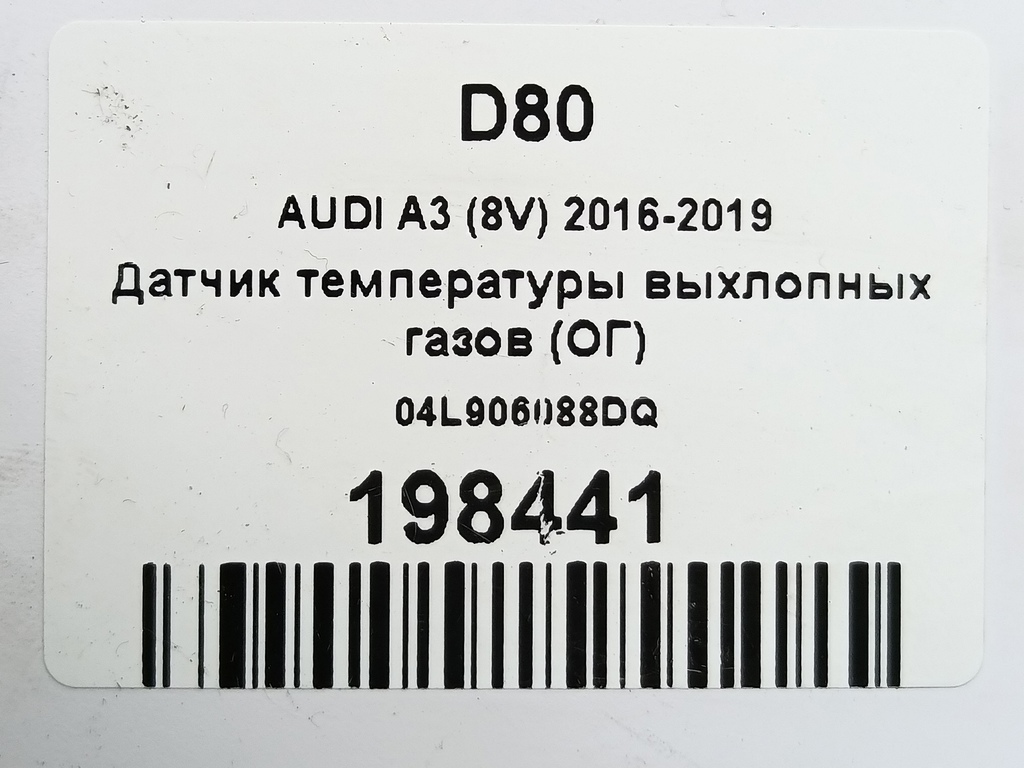 D80
AUDI A3 (8V) 2016-2019
Датчик температуры выхлопных
газов (ОГ)
04L906088DQ
198441